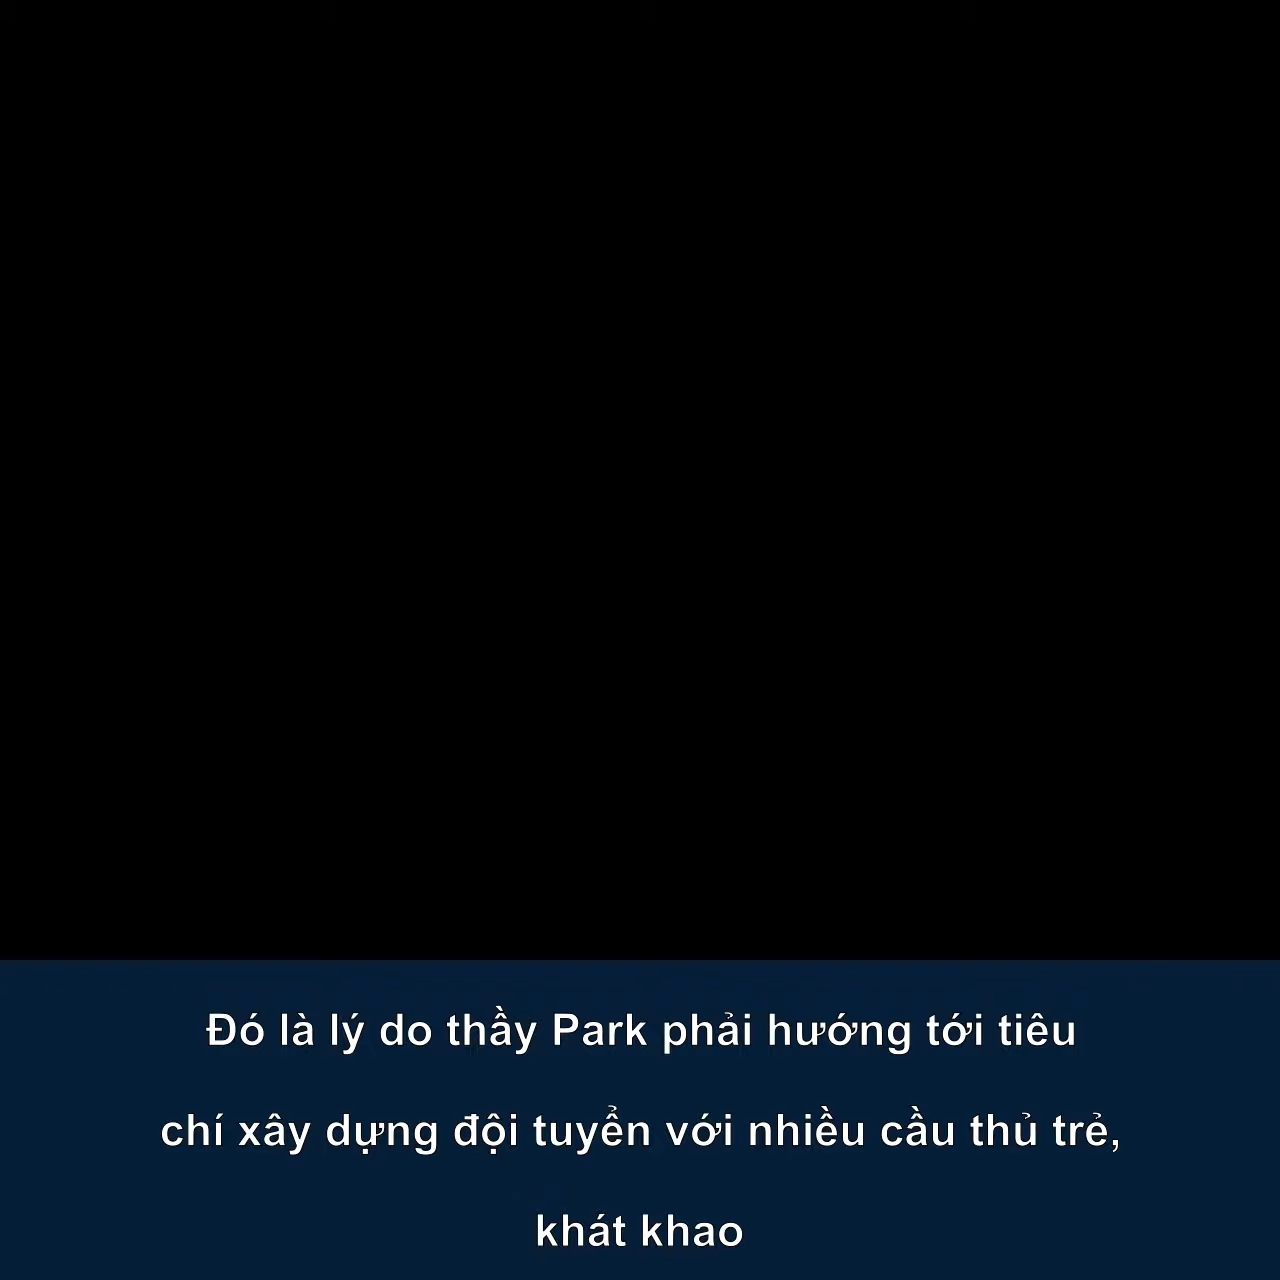 Đó là lý do thầy Park phải hướng tới tiêu
chí xây dựng đội tuyển với nhiều cầu thủ trẻ,
khát khao